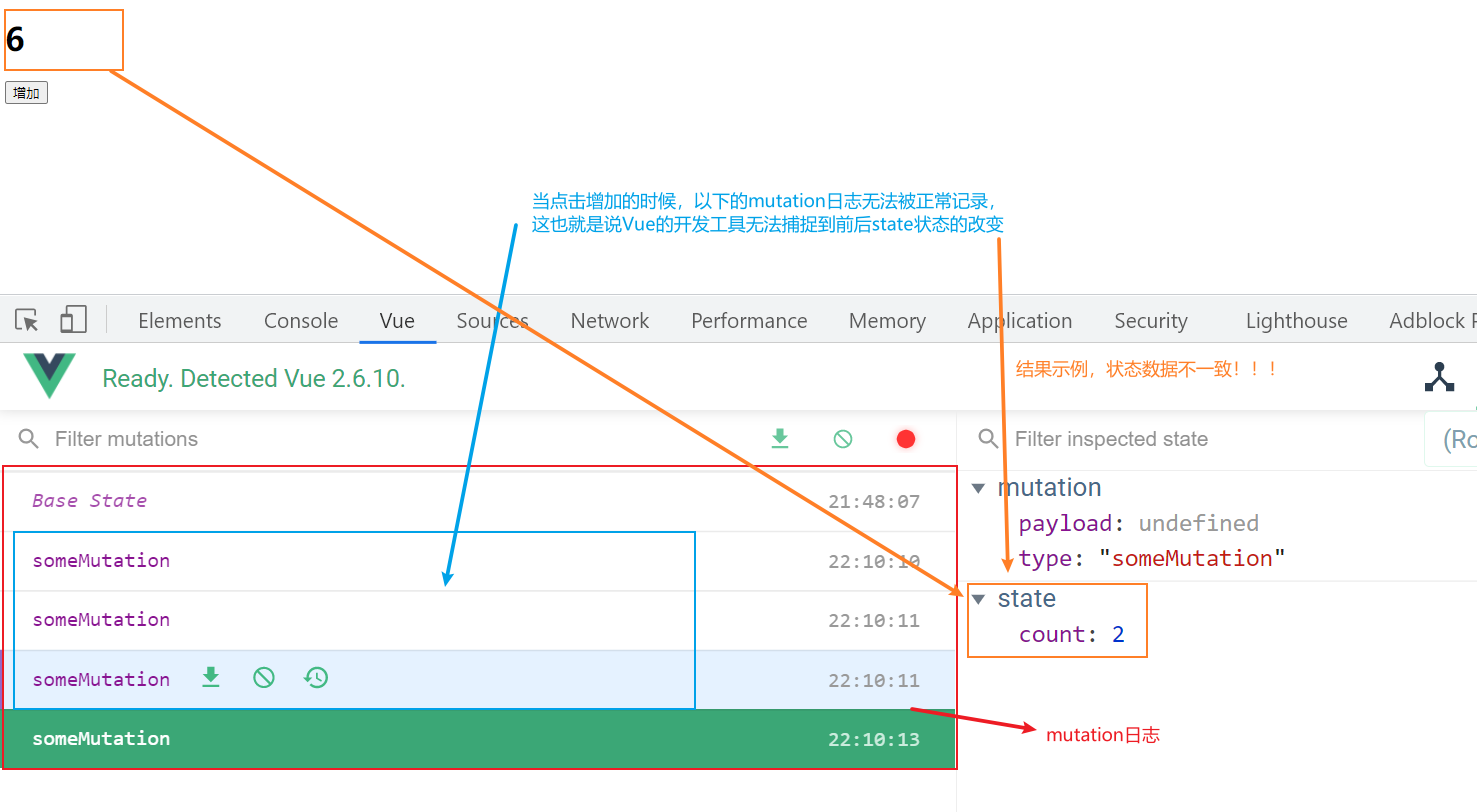 6
增加
当点击增加的时候，以下的mutation日志无法被正常记录，
这也就是说Vue的开发工具无法捕捉到前后state状态的改变
Elements Console Vue Sources Network Performance Memory Application Security Lighthouse Adblock P
Ready. Detected Vue 2.6.10.
结果示例，状态数据不一致！！！
Filter mutations
Filter inspected state
(Ro
Base State 21:48:07
someMutation 22:10:10
someMutation 22:10:11
someMutation 22:10:11
someMutation 22:10:13
mutation
payload: undefined
type: "someMutation"
state
count: 2
mutation日志